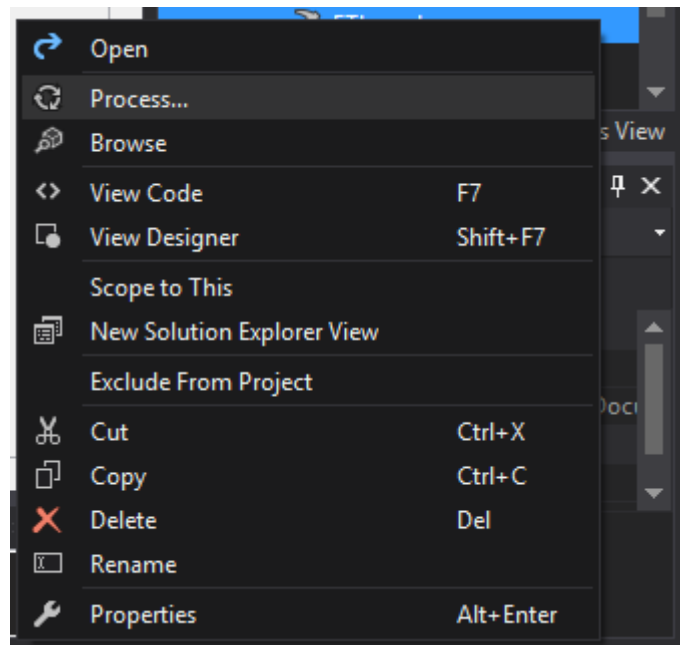 Open
Process...
Browse
s View
View Code F7
View Designer Shift+F7
Scope to This
New Solution Explorer View
Exclude From Project
Cut Ctrl+X
Copy Ctrl+C
Delete Del
Rename
Properties Alt+Enter